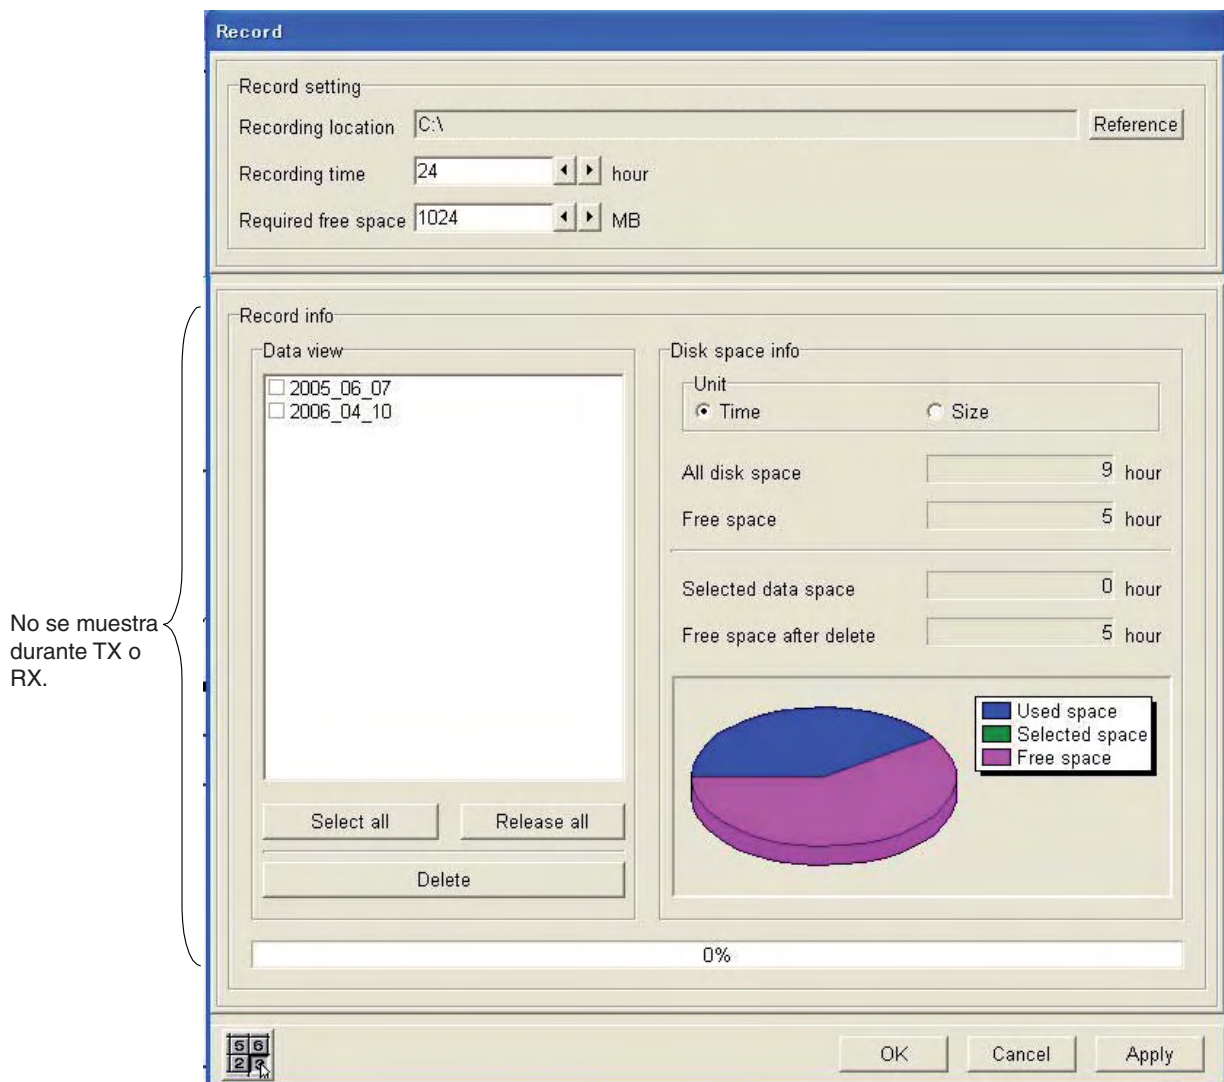 Record
Record setting
Recording location C:\ Reference
Recording time 24 hour
Required free space 1024 MB
Record info
Data view
2005_06_07
2006_04_10
Select all Release all
Delete
Disk space info
Unit
Time Size
All disk space 9 hour
Free space 5 hour
Selected data space 0 hour
Free space after delete 5 hour
Used space
Selected space
Free space
0%
No se muestra
durante TX o
RX.
5 6
2
OK Cancel Apply